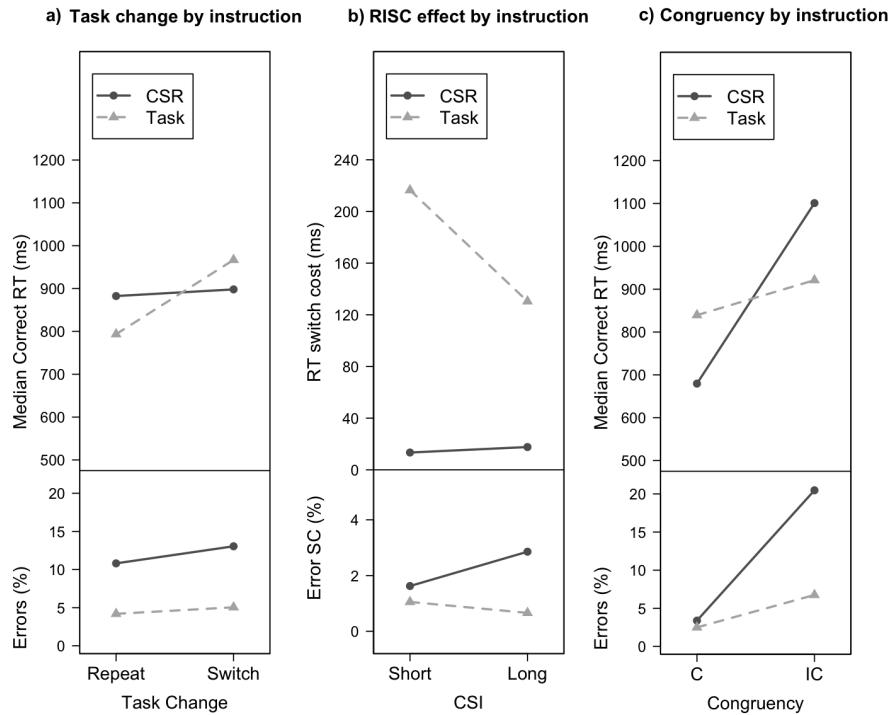 a) Task change by instruction
CSR
Task
1200
1100
1000
900
800
700
600
500
Median Correct RT (ms)
20
15
10
5
0
Errors (%)
Repeat
Switch
Task Change
b) RISC effect by instruction
CSR
Task
240
200
160
120
80
40
0
RT switch cost (ms)
4
2
0
Error SC (%)
Short
Long
CSI
c) Congruency by instruction
CSR
Task
1200
1100
1000
900
800
700
600
500
Median Correct RT (ms)
20
15
10
5
0
Errors (%)
C
IC
Congruency